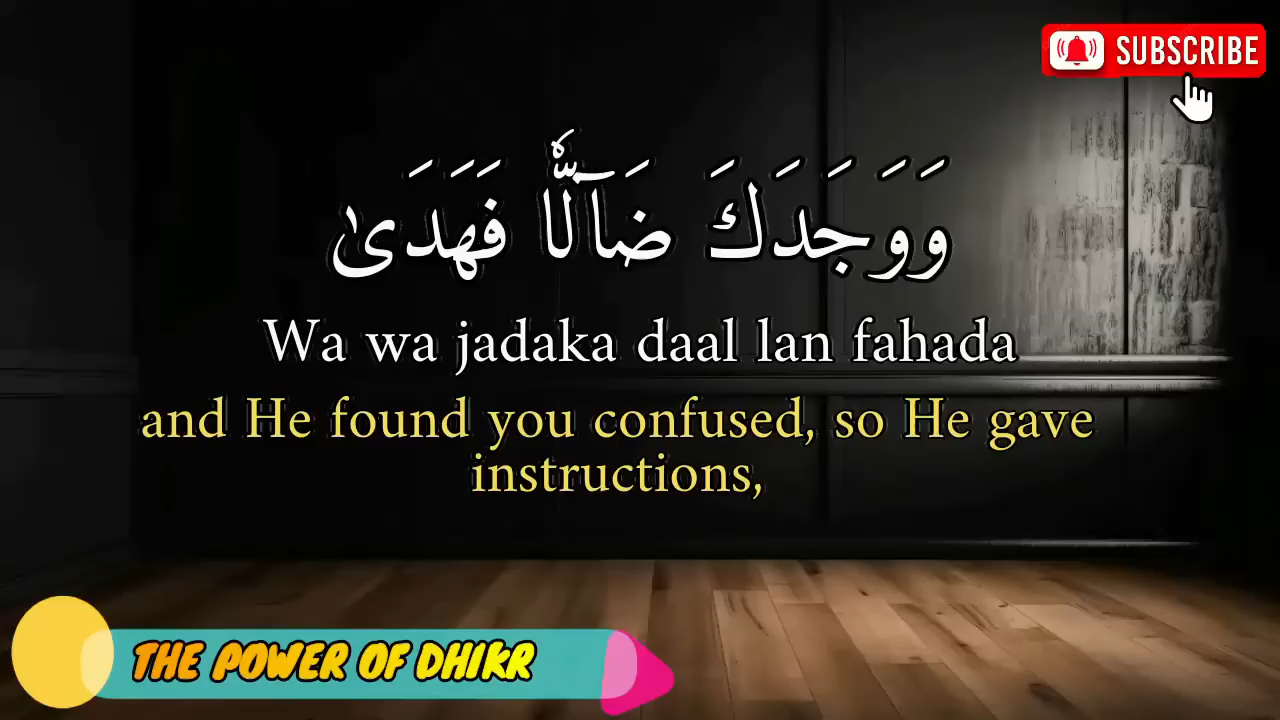 SUBSCRIBE
وَوَجَدَكَ ضَآلًّا فَهَدَىٰ
Wa wa jadaka daal lan fahada
and He found you confused, so He gave
instructions,
THE POWER OF DHIKR